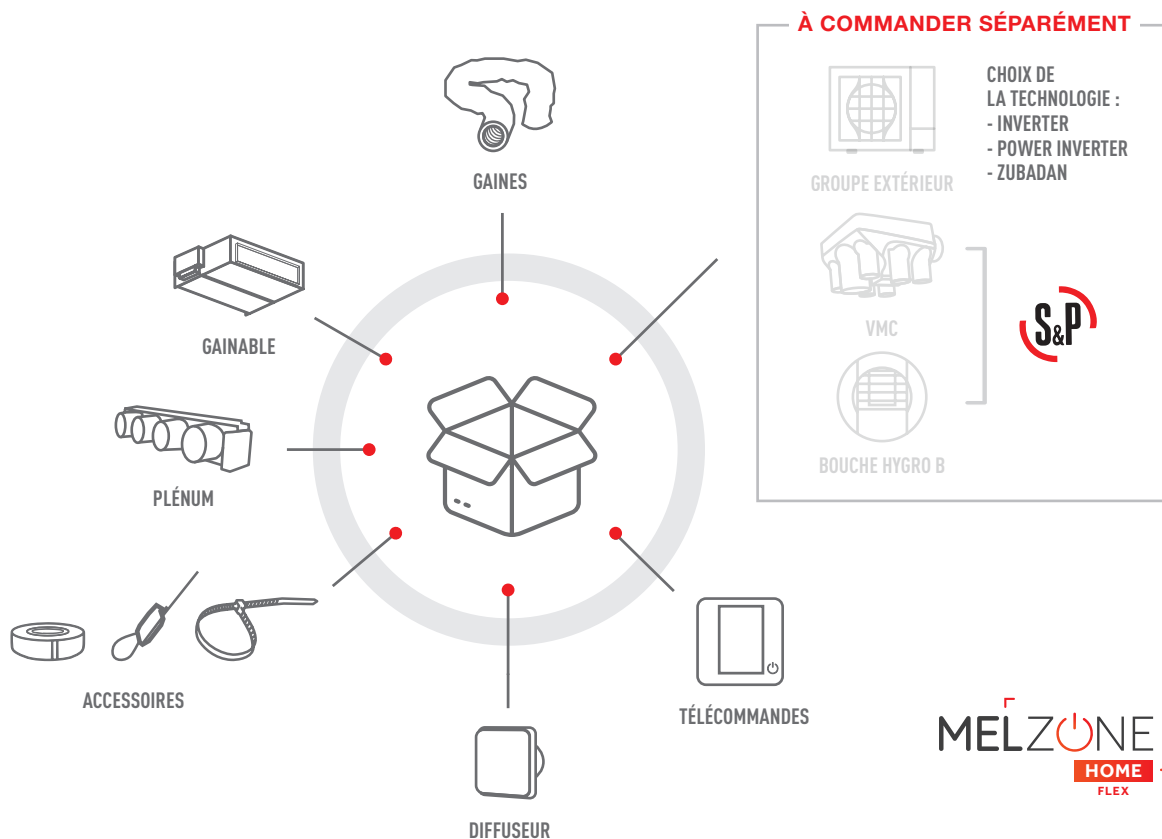 À COMMANDER SÉPARÉMENT
CHOIX DE
LA TECHNOLOGIE :
- INVERTER
- POWER INVERTER
- ZUBADAN
GROUPE EXTÉRIEUR
VMC
S&P
BOUCHE HYGRO B
GAINES
GAINABLE
PLÉNUM
ACCESSOIRES
DIFFUSEUR
TÉLÉCOMMANDES
MELZONE
HOME
FLEX